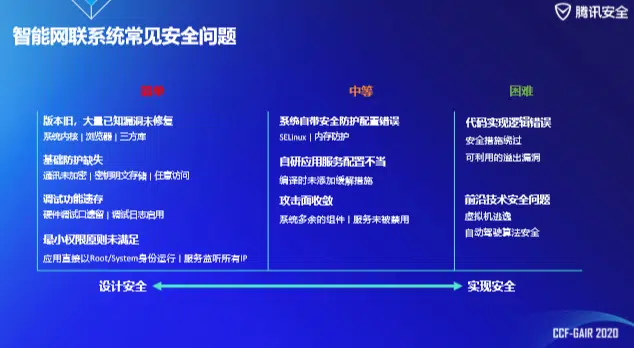 腾讯安全
智能网联系统常见安全问题
简单
中等
困难
版本旧，大量已知漏洞未修复
系统内核 | 浏览器 | 三方库
基础防护缺失
通讯未加密 | 密钥明文存储 | 任意访问
调试功能遗存
硬件调试口遗留 | 调试日志启用
最小权限原则未满足
应用直接以Root/System身份运行 | 服务监听所有IP
系统自带安全防护配置错误
SELinux | 内存防护
自研应用服务配置不当
编译时未添加缓解措施
攻击面收敛
系统多余的组件 | 服务未被禁用
代码实现逻辑错误
安全措施绕过
可利用的溢出漏洞
前沿技术安全问题
虚拟机逃逸
自动驾驶算法安全
设计安全
实现安全
CCF-GAIR 2020